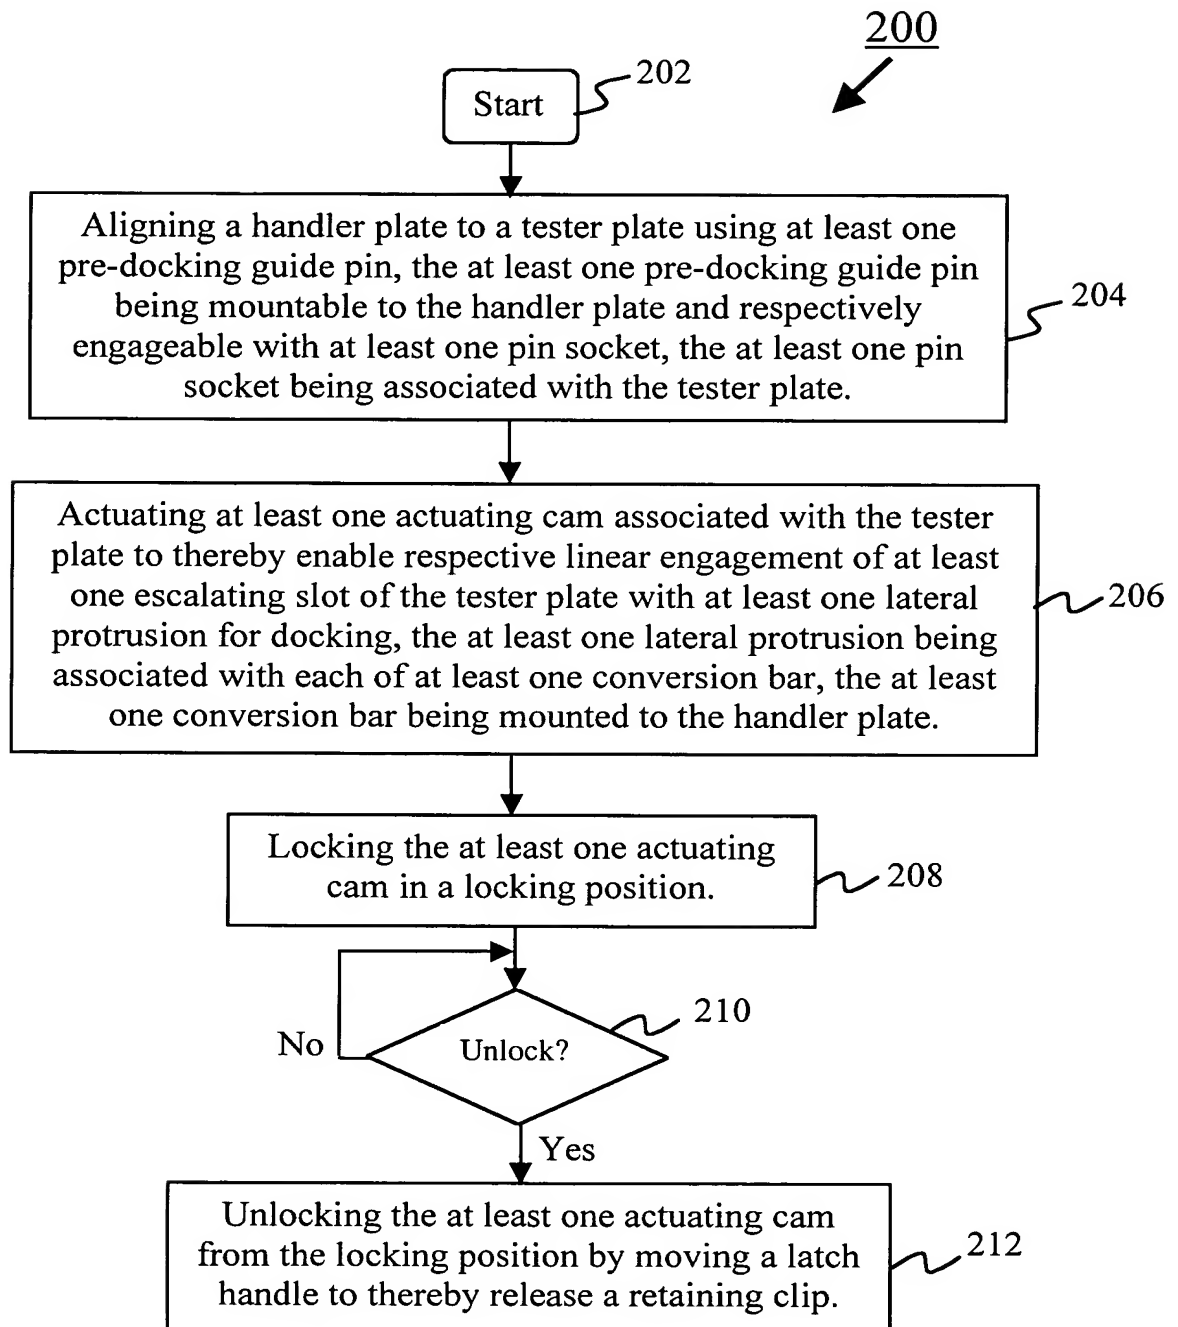 200
Start
202
Aligning a handler plate to a tester plate using at least one
pre-docking guide pin, the at least one pre-docking guide pin
being mountable to the handler plate and respectively
engageable with at least one pin socket, the at least one pin
socket being associated with the tester plate.
204
Actuating at least one actuating cam associated with the tester
plate to thereby enable respective linear engagement of at least
one escalating slot of the tester plate with at least one lateral
protrusion for docking, the at least one lateral protrusion being
associated with each of at least one conversion bar, the at least
one conversion bar being mounted to the handler plate.
206
Locking the at least one actuating
cam in a locking position.
208
210
No
Unlock?
Yes
Unlocking the at least one actuating cam
from the locking position by moving a latch
handle to thereby release a retaining clip.
212